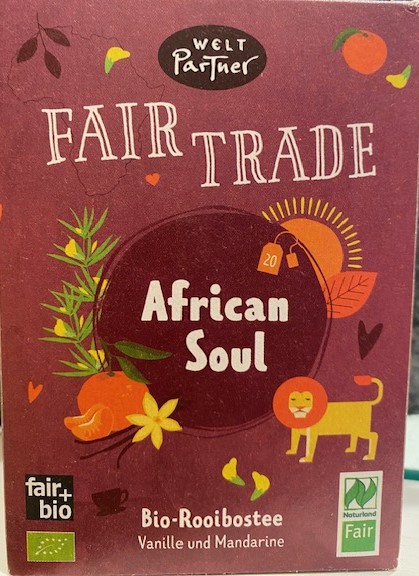 WELT
Partner
FAIR TRADE
20
African
Soul
fair+
bio
Bio-Rooibostee
Vanille und Mandarine
Naturland
Fair